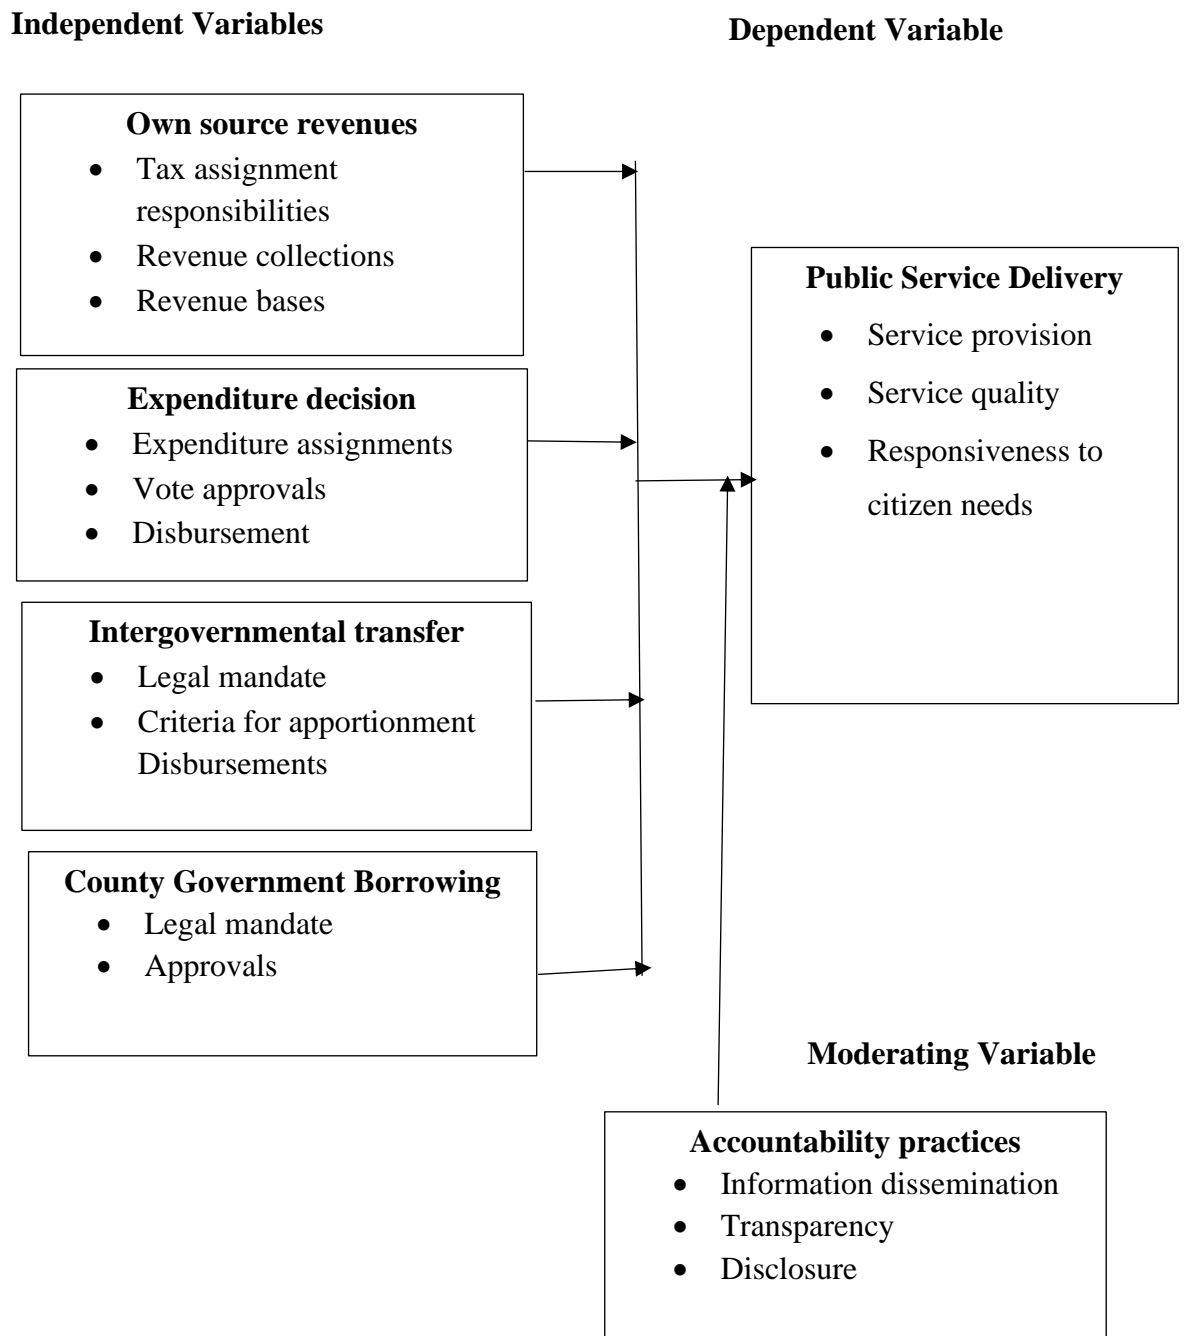 Independent Variables
Dependent Variable
Own source revenues
• Tax assignment
responsibilities
• Revenue collections
• Revenue bases
Expenditure decision
• Expenditure assignments
• Vote approvals
• Disbursement
Intergovernmental transfer
• Legal mandate
• Criteria for apportionment
Disbursements
County Government Borrowing
• Legal mandate
• Approvals
Public Service Delivery
• Service provision
• Service quality
• Responsiveness to
citizen needs
Moderating Variable
Accountability practices
• Information dissemination
• Transparency
• Disclosure